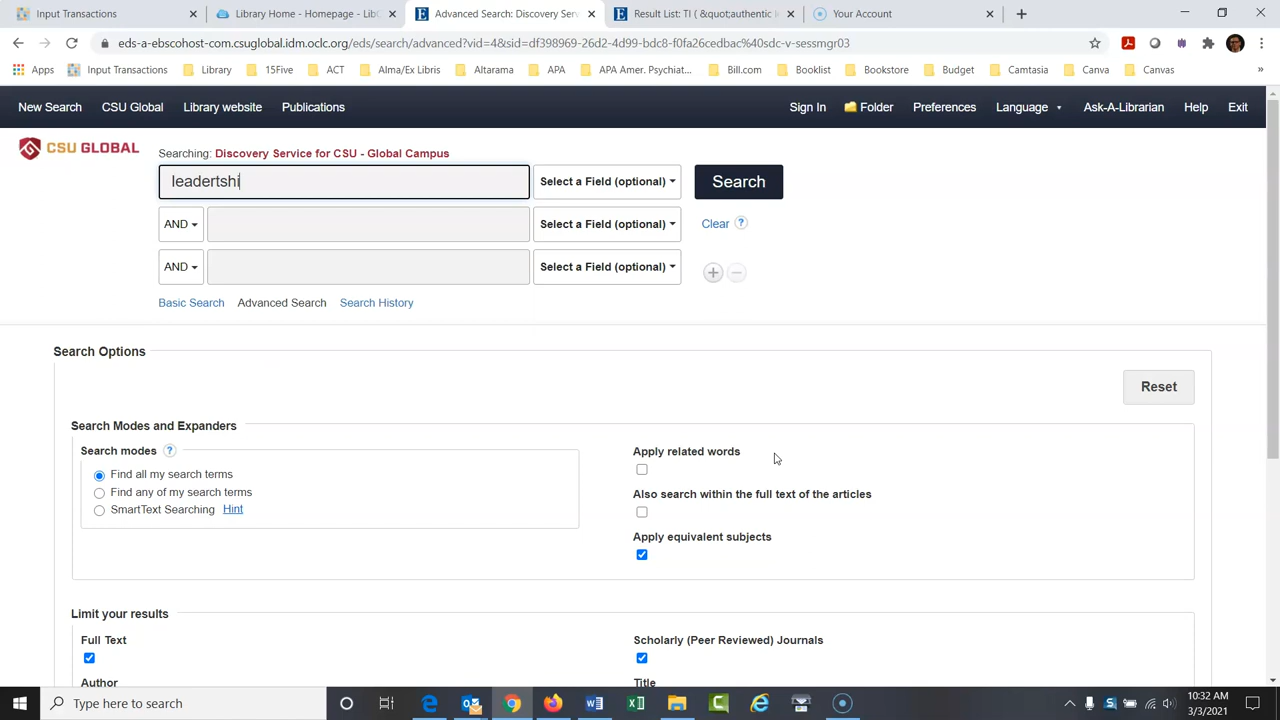 Input Transactions
Library Home - Homepage - LibG
Advanced Search: Discovery Serv
Result List: TI ( &quot;authentic l
Your Account
eds-a-ebscohost-com.csuglobal.idm.oclc.org/eds/search/advanced?vid=4&sid=df398969-26d2-4d99-bdc8-f0fa26cedbac%40sdc-v-sessmgr03
Apps Input Transactions Library 15Five ACT Alma/Ex Libris Altarama APA APA Amer. Psychiat... Bill.com Booklist Bookstore Budget Camtasia Canva Canvas »
New Search CSU Global Library website Publications Sign In Folder Preferences Language Ask-A-Librarian Help Exit
CSU GLOBAL
Searching: Discovery Service for CSU - Global Campus
leadertshi Select a Field (optional) Search
AND Select a Field (optional) Clear ?
AND Select a Field (optional)
Basic Search Advanced Search Search History
Search Options
Reset
Search Modes and Expanders
Search modes ?
Find all my search terms
Find any of my search terms
SmartText Searching Hint
Apply related words
Also search within the full text of the articles
Apply equivalent subjects
Limit your results
Full Text
Scholarly (Peer Reviewed) Journals
Author
Title
Type here to search
10:32 AM
3/3/2021